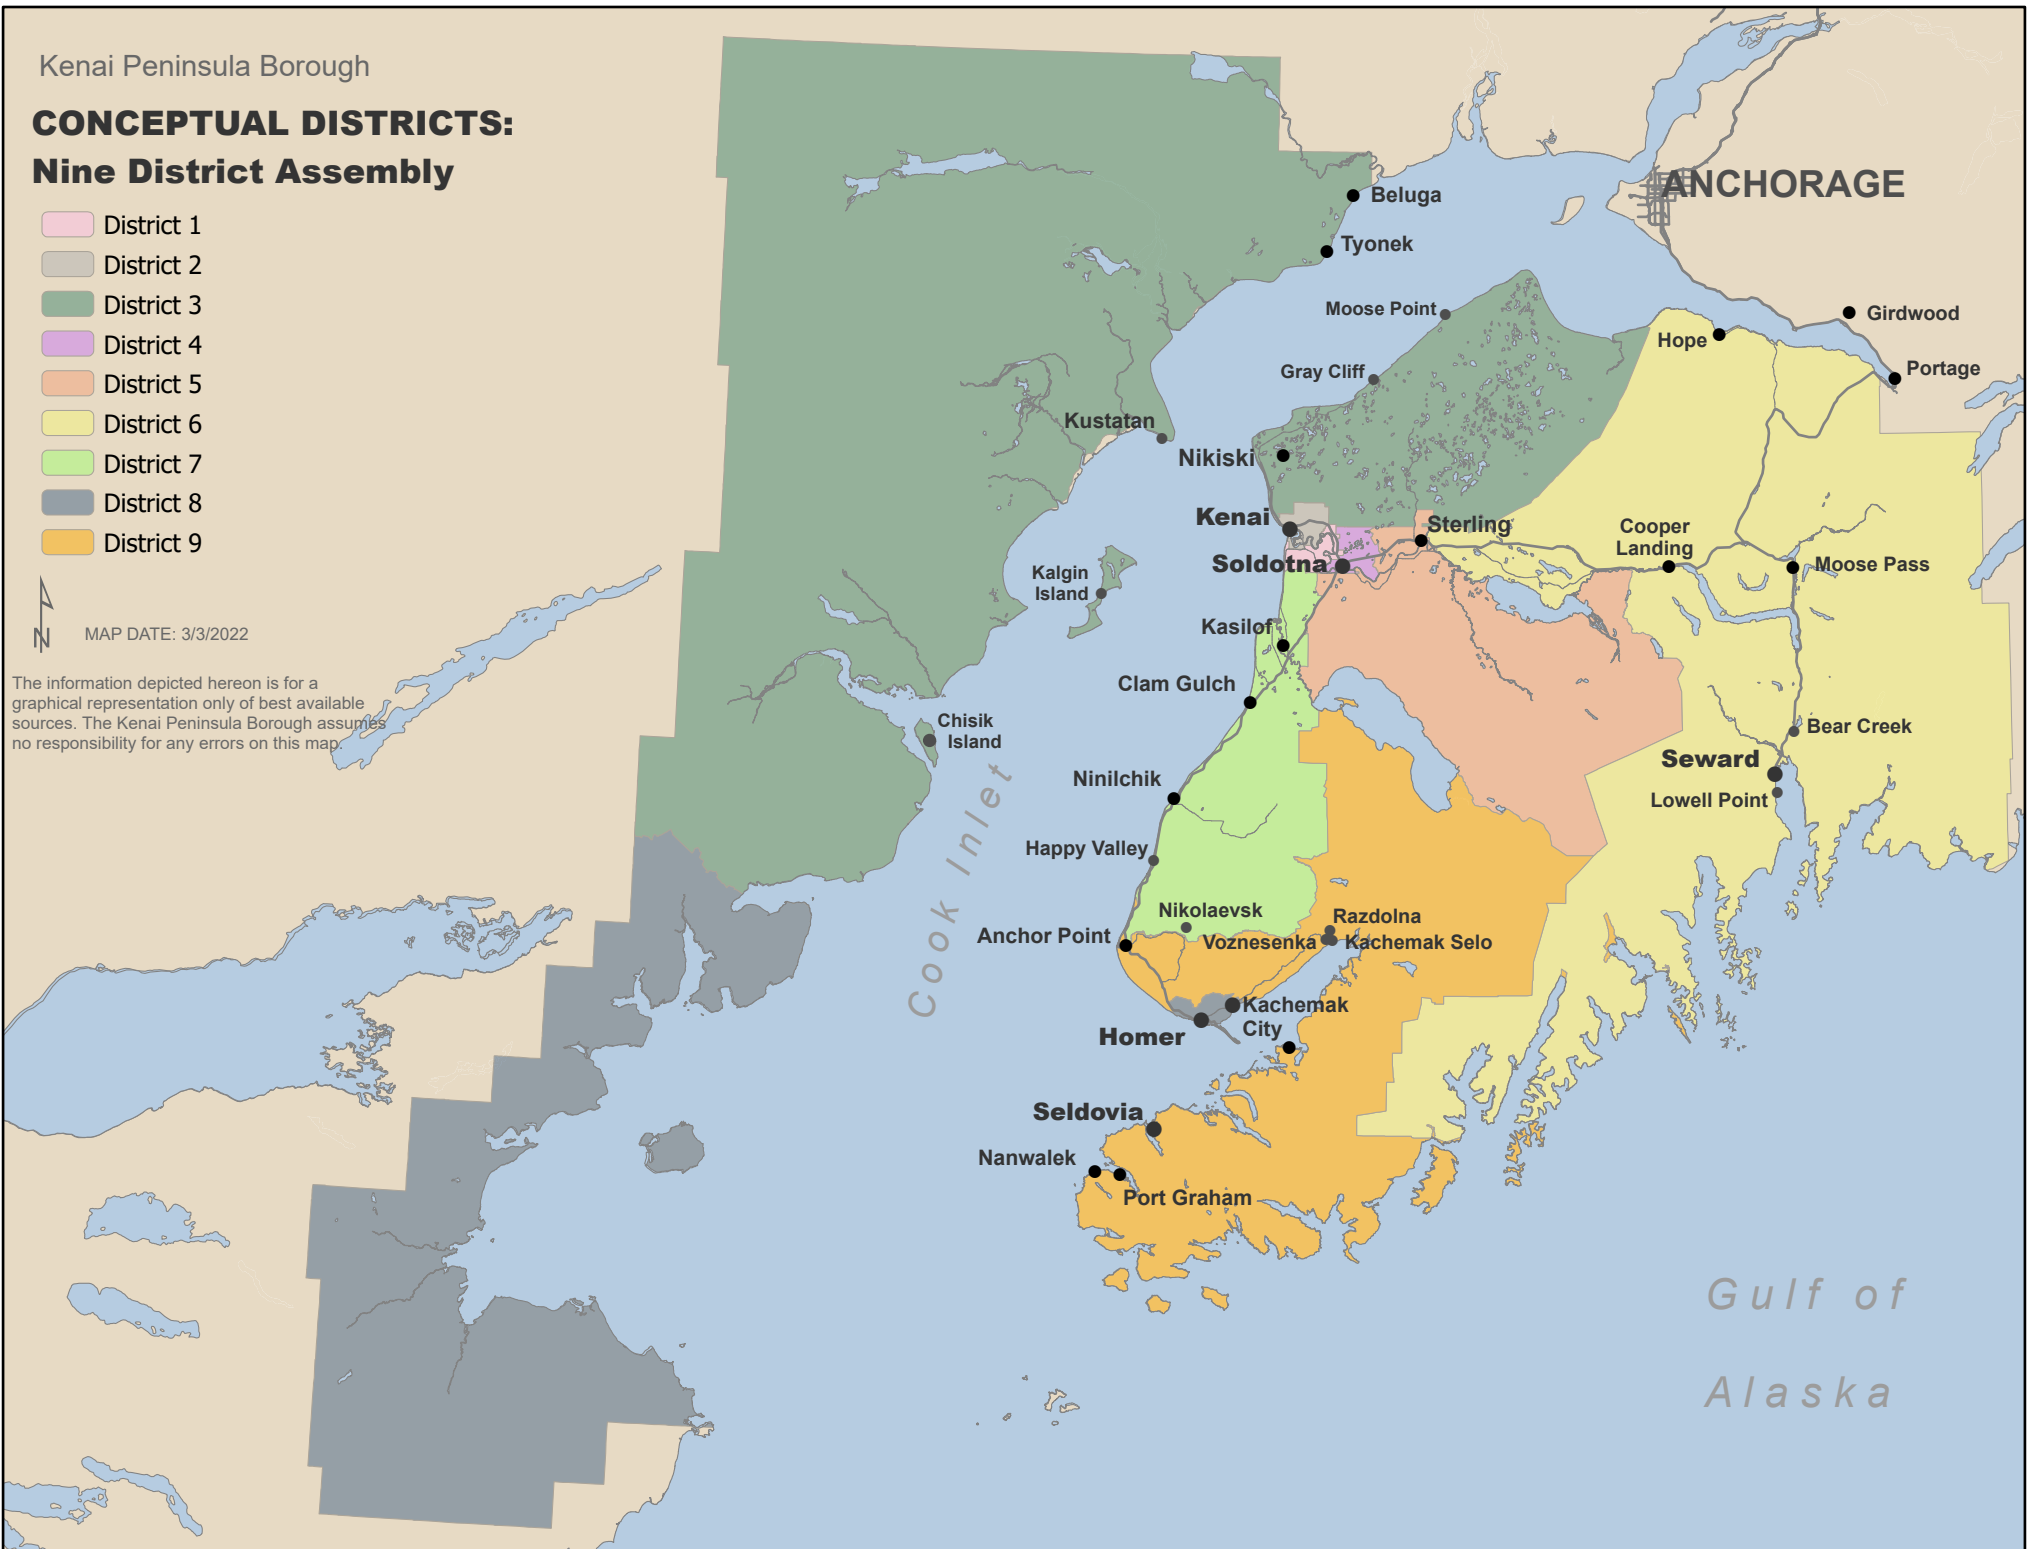 Kenai Peninsula Borough
CONCEPTUAL DISTRICTS:
Nine District Assembly
District 1
District 2
District 3
District 4
District 5
District 6
District 7
District 8
District 9
N
MAP DATE: 3/3/2022
The information depicted hereon is for a
graphical representation only of best available
sources. The Kenai Peninsula Borough assumes
no responsibility for any errors on this map.
ANCHORAGE
Beluga
Tyonek
Moose Point
Girdwood
Hope
Portage
Gray Cliff
Kustatan
Nikiski
Kenai
Sterling
Cooper
Landing
Moose Pass
Soldotna
Kalgin
Island
Kasilof
Clam Gulch
Chisik
Island
Bear Creek
Seward
Lowell Point
Ninilchik
Cook Inlet
Happy Valley
Nikolaevsk
Razdolna
Anchor Point
Voznesenka
Kachemak Selo
Kachemak
City
Homer
Seldovia
Nanwalek
Port Graham
Gulf of
Alaska